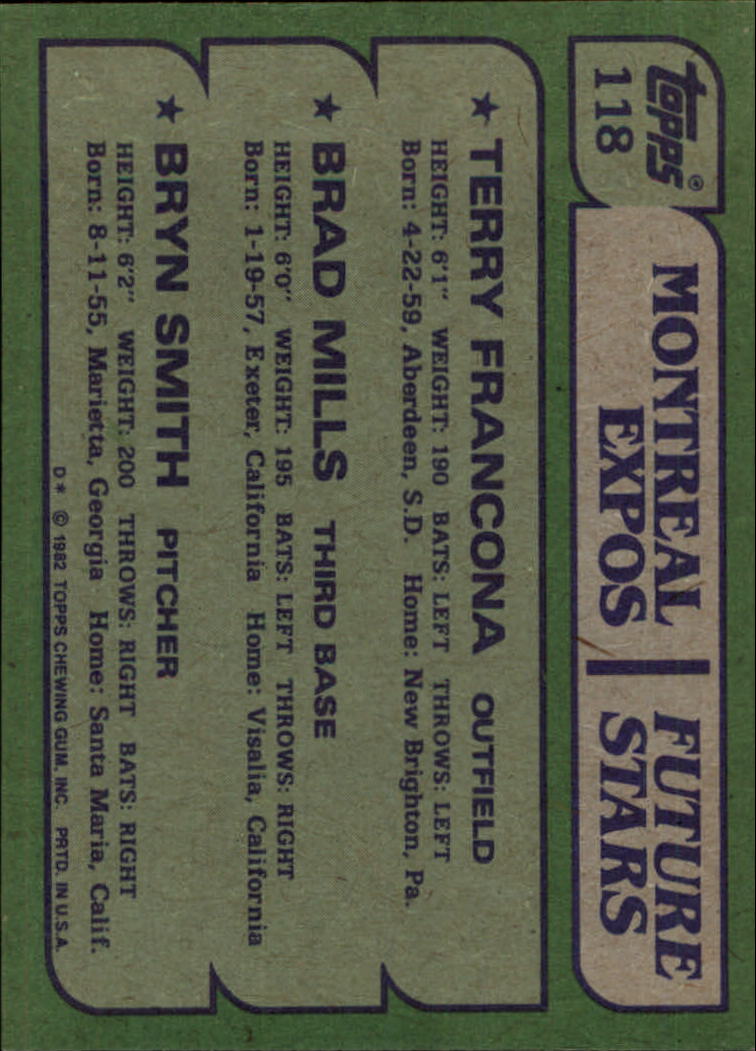 topps®
118
MONTREAL
EXPOS
FUTURE
STARS
★ TERRY FRANCONA OUTFIELD
HEIGHT: 6'1" WEIGHT: 190 BATS: LEFT THROWS: LEFT
Born: 4-22-59, Aberdeen, S.D. Home: New Brighton, Pa.
★ BRAD MILLS THIRD BASE
HEIGHT: 6'0" WEIGHT: 195 BATS: LEFT THROWS: RIGHT
Born: 1-19-57, Exeter, California Home: Visalia, California
★ BRYN SMITH PITCHER
HEIGHT: 6'2" WEIGHT: 200 THROWS: RIGHT BATS: RIGHT
Born: 8-11-55, Marietta, Georgia Home: Santa Maria, Calif.
D* © 1982 TOPPS CHEWING GUM, INC. PRTD. IN U.S.A.